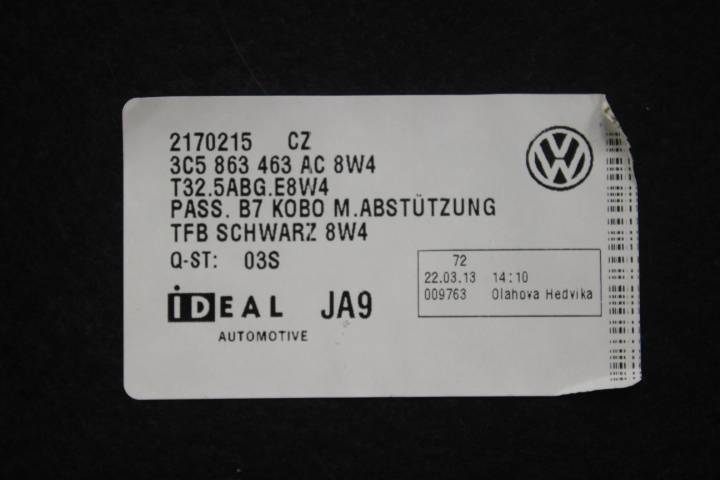 2170215 CZ
3C5 863 463 AC 8W4
T32.5ABG.E8W4
PASS. B7 KOBO M.ABSTÜTZUNG
TFB SCHWARZ 8W4
Q-ST: 03S
72
22.03.13 14:10
009763 Olahova Hedvika
iDEAL JA9
AUTOMOTIVE